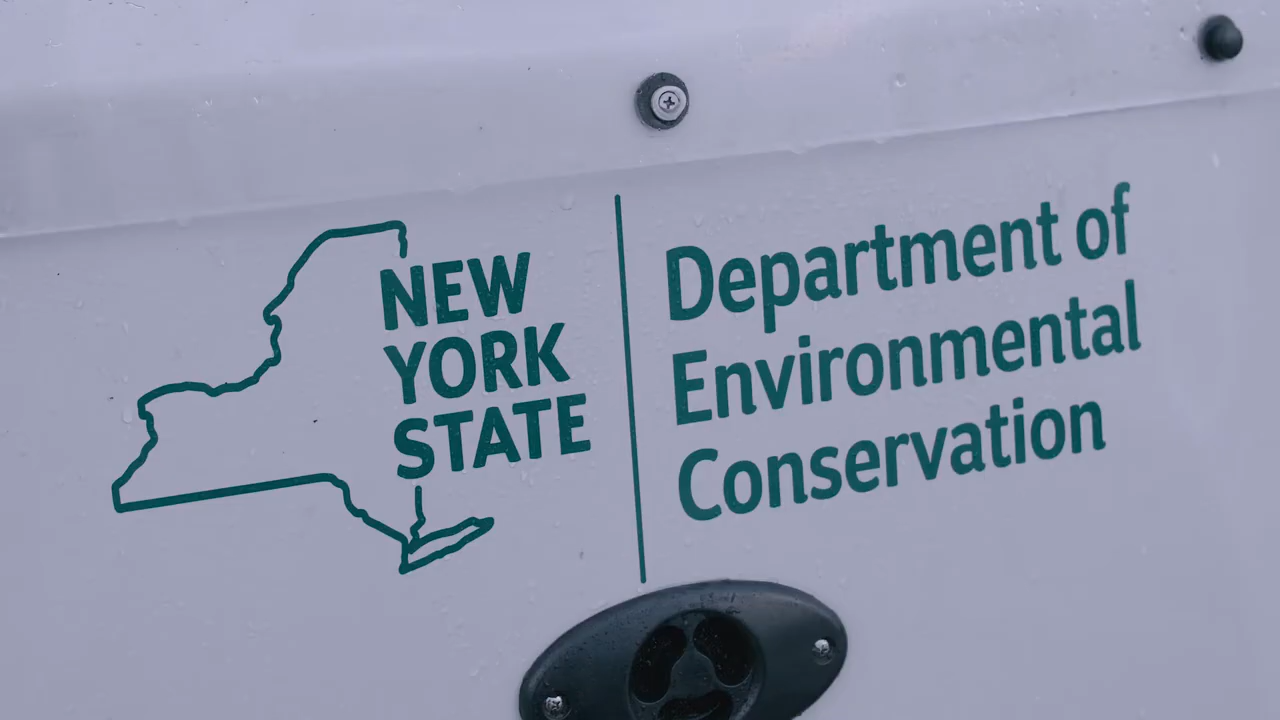 NEW
YORK
STATE
Department of
Environmental
Conservation